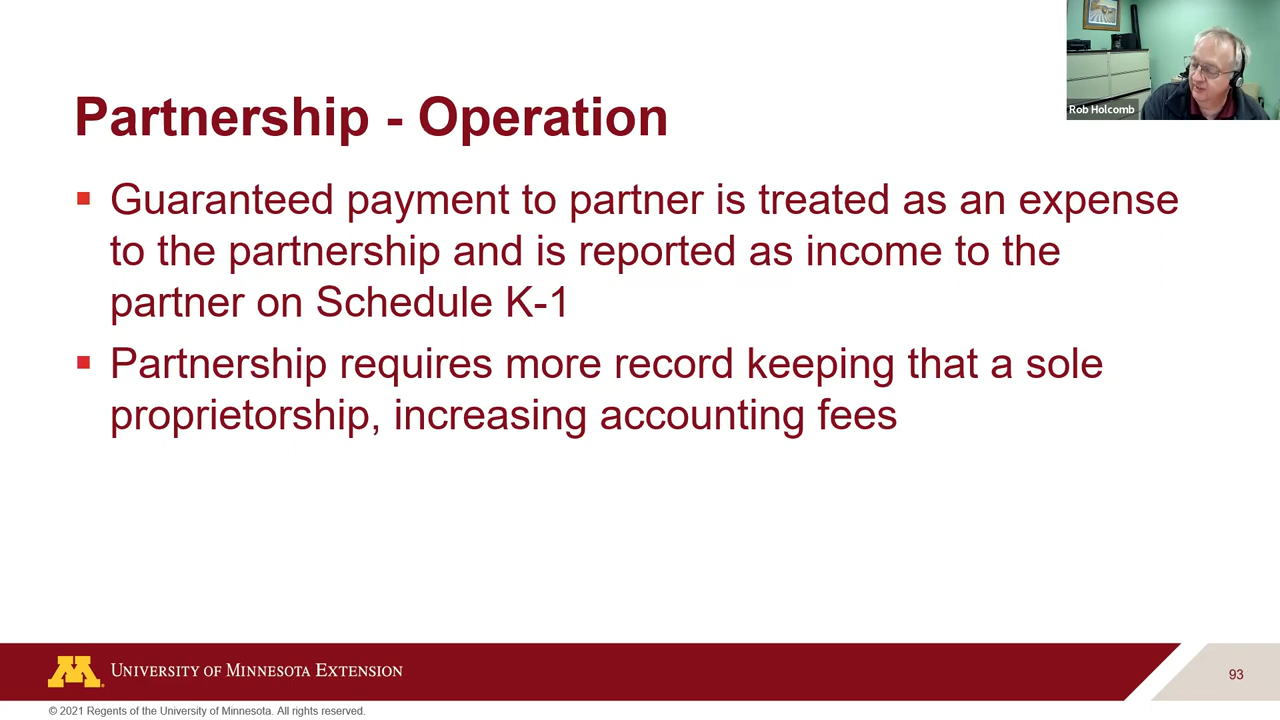 Rob Holcomb
Partnership - Operation
▪ Guaranteed payment to partner is treated as an expense
to the partnership and is reported as income to the
partner on Schedule K-1
▪ Partnership requires more record keeping that a sole
proprietorship, increasing accounting fees
M UNIVERSITY OF MINNESOTA EXTENSION
93
© 2021 Regents of the University of Minnesota. All rights reserved.